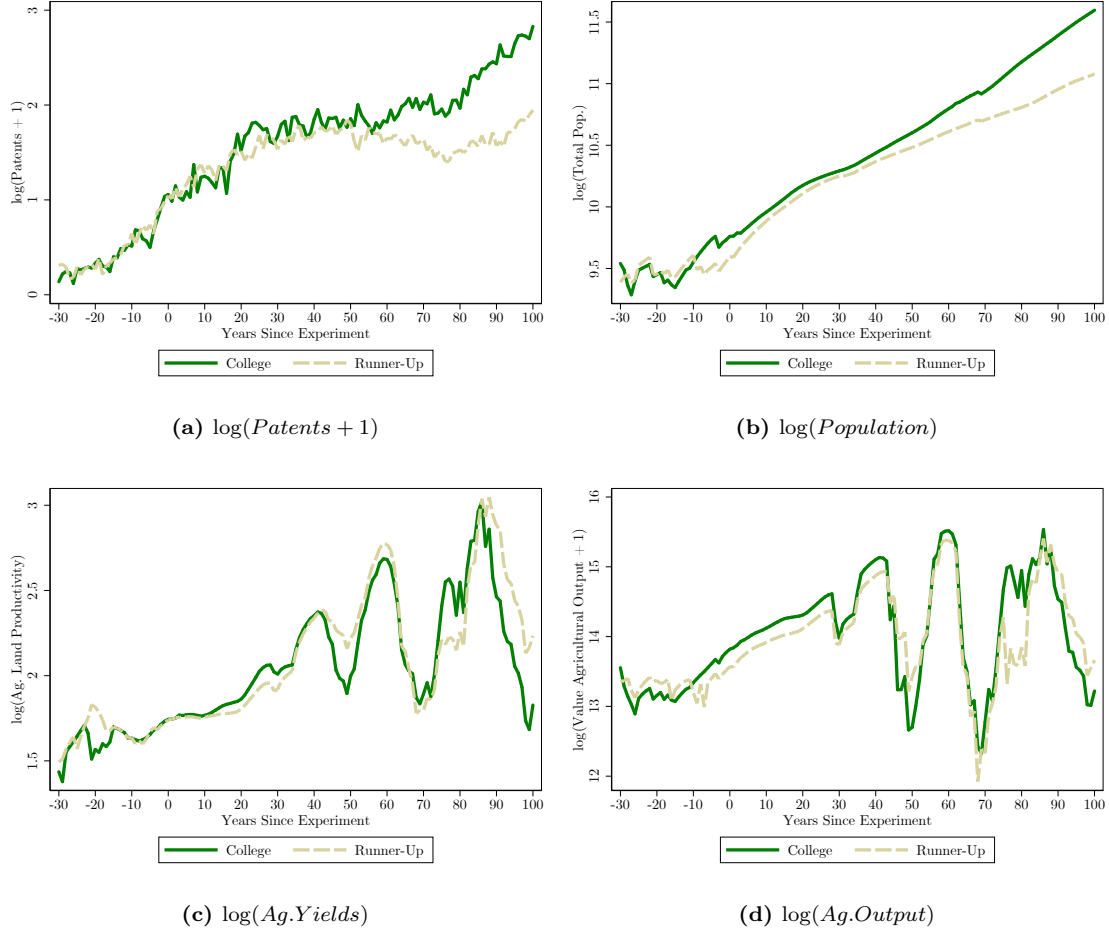 log(Patents + 1)
3
2
1
0
-30 -20 -10 0 10 20 30 40 50 60 70 80 90 100
Years Since Experiment
College Runner-Up
(a) log(Patents + 1)
log(Total Pop.)
11.5
11
10.5
10
9.5
-30 -20 -10 0 10 20 30 40 50 60 70 80 90 100
Years Since Experiment
College Runner-Up
(b) log(Population)
log(Ag. Land Productivity)
3
2.5
2
1.5
-30 -20 -10 0 10 20 30 40 50 60 70 80 90 100
Years Since Experiment
College Runner-Up
(c) log(Ag.Yields)
log(Value Agricultural Output + 1)
16
15
14
13
12
-30 -20 -10 0 10 20 30 40 50 60 70 80 90 100
Years Since Experiment
College Runner-Up
(d) log(Ag.Output)